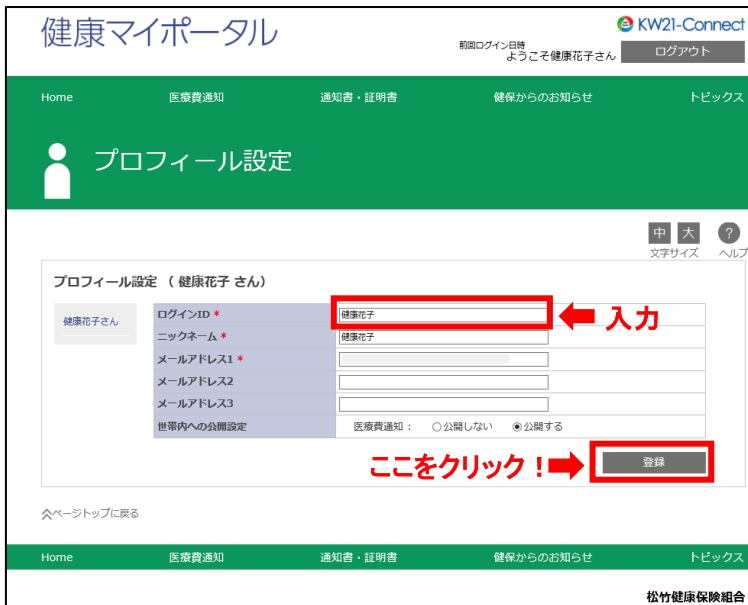 健康マイポータル
KW21-Connect
前回ログイン日時
ようこそ健康花子さん
ログアウト
Home 医療費通知 通知書・証明書 健保からのお知らせ トピックス
プロフィール設定
中 大 ?
文字サイズ ヘルプ
プロフィール設定 ( 健康花子 さん)
健康花子さん
ログインID * 健康花子
入力
ニックネーム * 健康花子
メールアドレス1 *
メールアドレス2
メールアドレス3
世帯内への公開設定 医療費通知: ○公開しない ◉公開する
ここをクリック!
登録
ページトップに戻る
Home 医療費通知 通知書・証明書 健保からのお知らせ トピックス
松竹健康保険組合